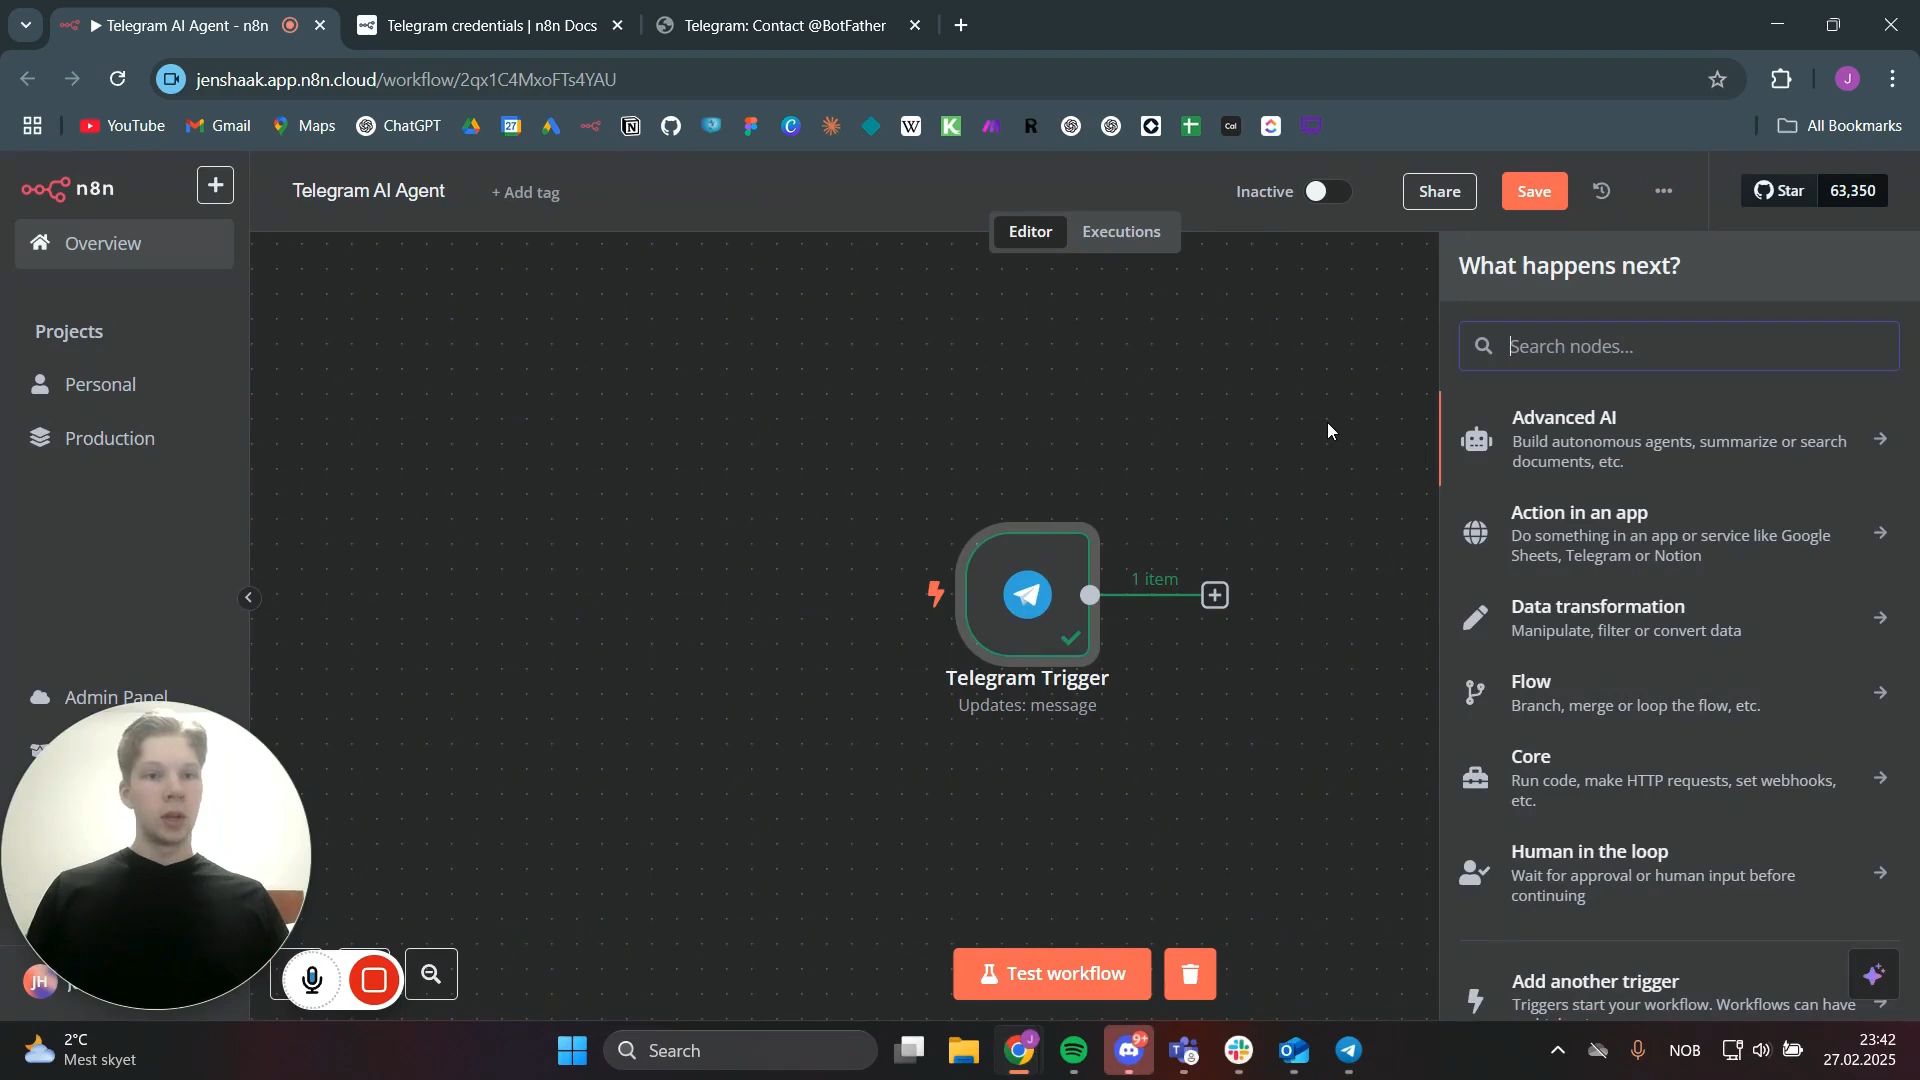 Telegram AI Agent - n8n
Telegram credentials | n8n Docs
Telegram: Contact @BotFather
jenshaak.app.n8n.cloud/workflow/2qx1C4MxoFTs4YAU
J
YouTube
Gmail
Maps
ChatGPT
27
W
K
R
Cal
All Bookmarks
n8n
Telegram AI Agent
+ Add tag
Inactive
Share
Save
Star
63,350
Editor
Executions
Overview
Projects
Personal
Production
Admin Panel
JH
1 item
Telegram Trigger
Updates: message
Test workflow
What happens next?
Search nodes...
Advanced AI
Build autonomous agents, summarize or search
documents, etc.
Action in an app
Do something in an app or service like Google
Sheets, Telegram or Notion
Data transformation
Manipulate, filter or convert data
Flow
Branch, merge or loop the flow, etc.
Core
Run code, make HTTP requests, set webhooks,
etc.
Human in the loop
Wait for approval or human input before
continuing
Add another trigger
Triggers start your workflow. Workflows can have
2°C
Mest skyet
Search
J
9+
NOB
23:42
27.02.2025